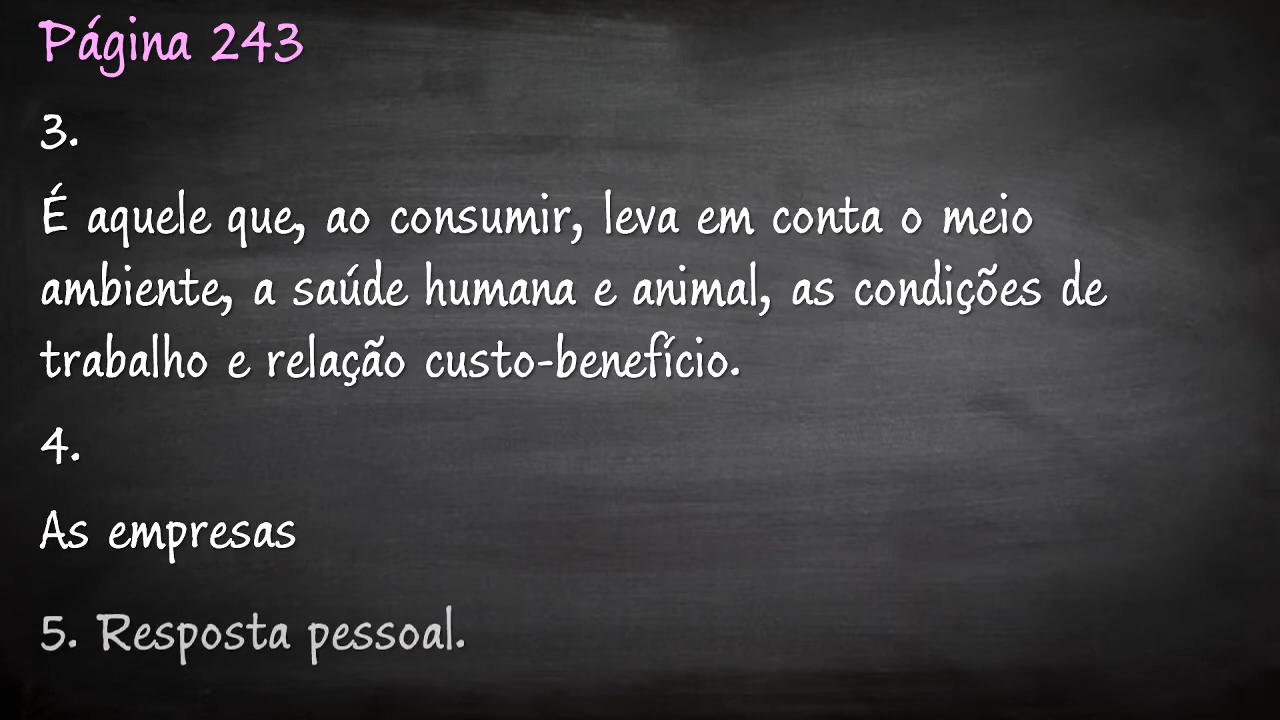 Página 243
3.
É aquele que, ao consumir, leva em conta o meio
ambiente, a saúde humana e animal, as condições de
trabalho e relação custo-benefício.
4.
As empresas
5. Resposta pessoal.